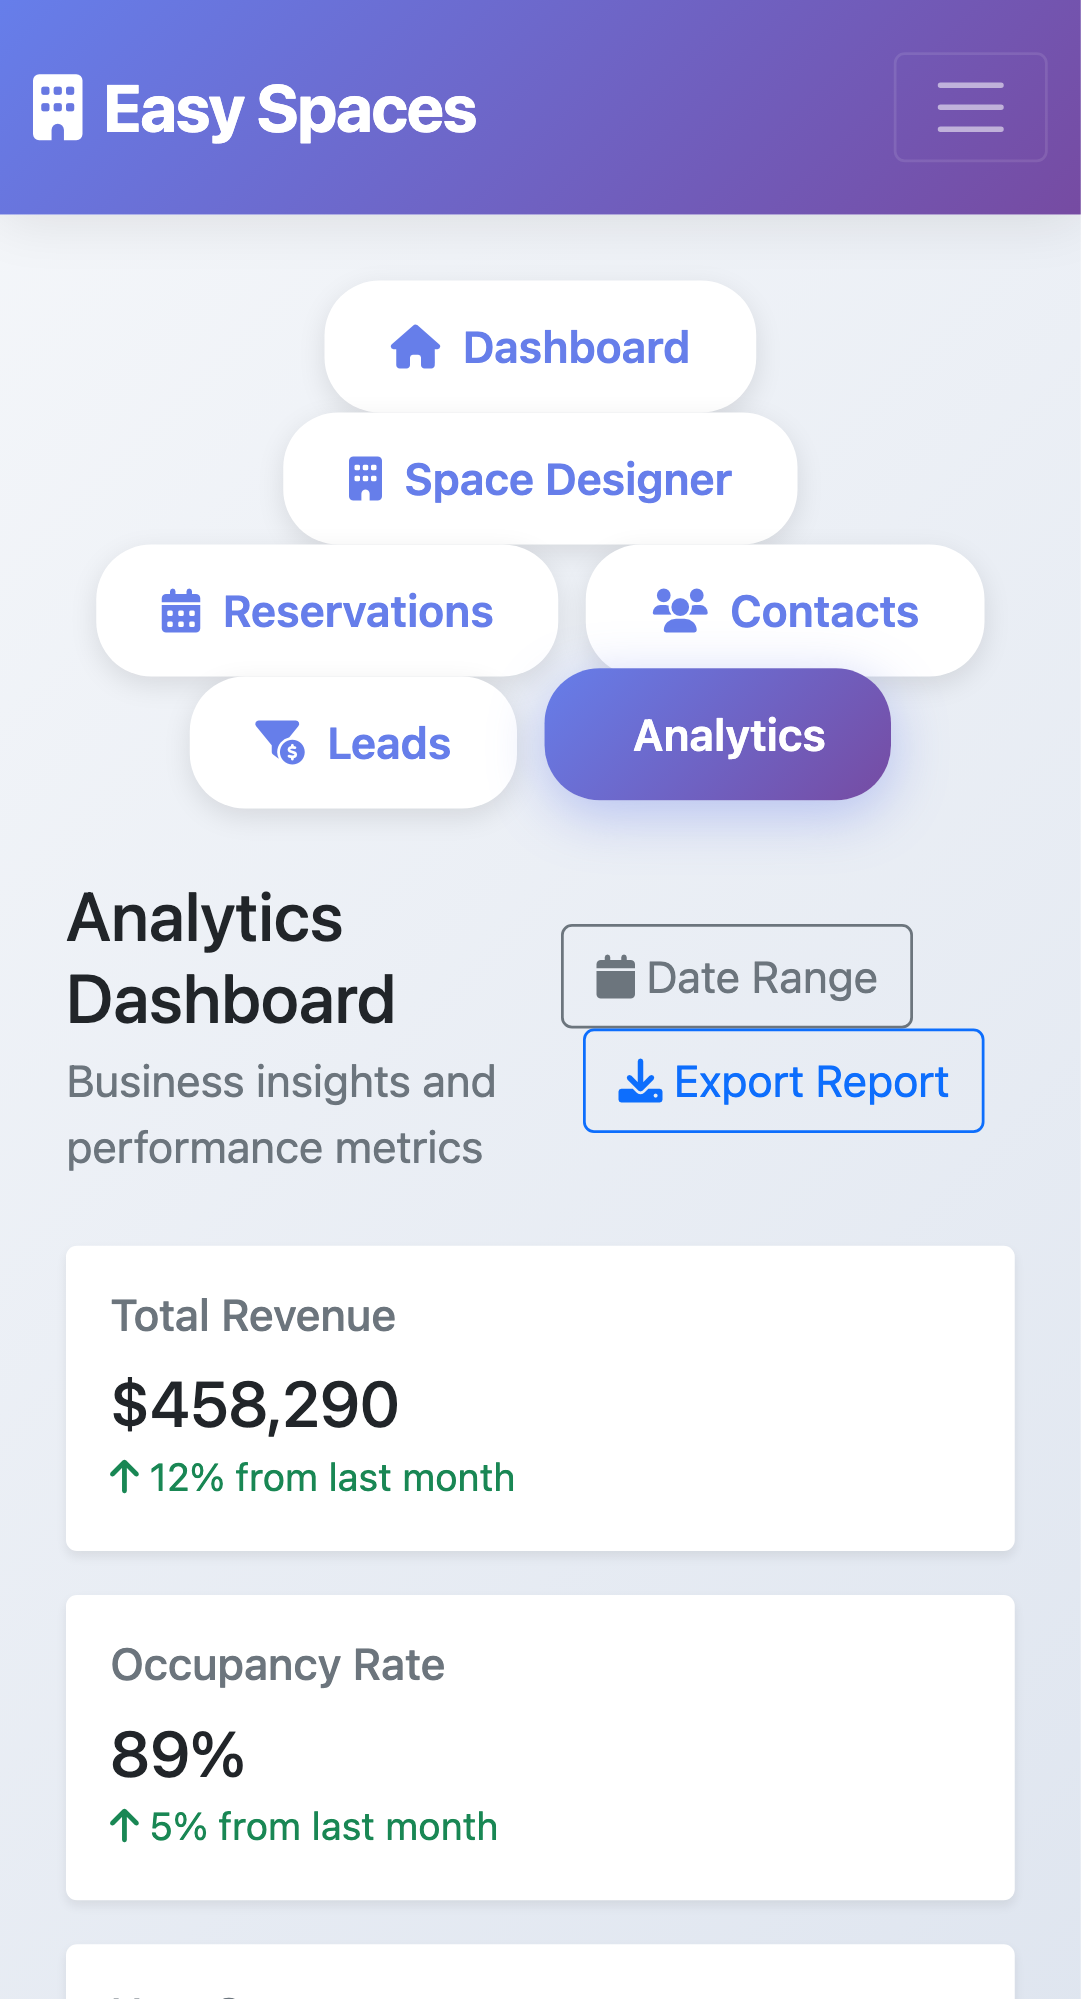 Easy Spaces
Dashboard
Space Designer
Reservations
Contacts
Leads
Analytics
Analytics
Dashboard
Business insights and
performance metrics
Date Range
Export Report
Total Revenue
$458,290
12% from last month
Occupancy Rate
89%
5% from last month